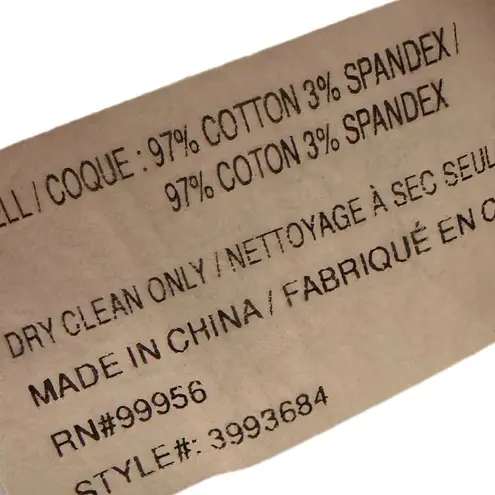 / COQUE : 97% COTTON 3% SPANDEX /
97% COTON 3% SPANDEX
DRY CLEAN ONLY / NETTOYAGE À SEC
MADE IN CHINA / FABRIQUÉ EN
RN#99956
STYLE#: 3993684